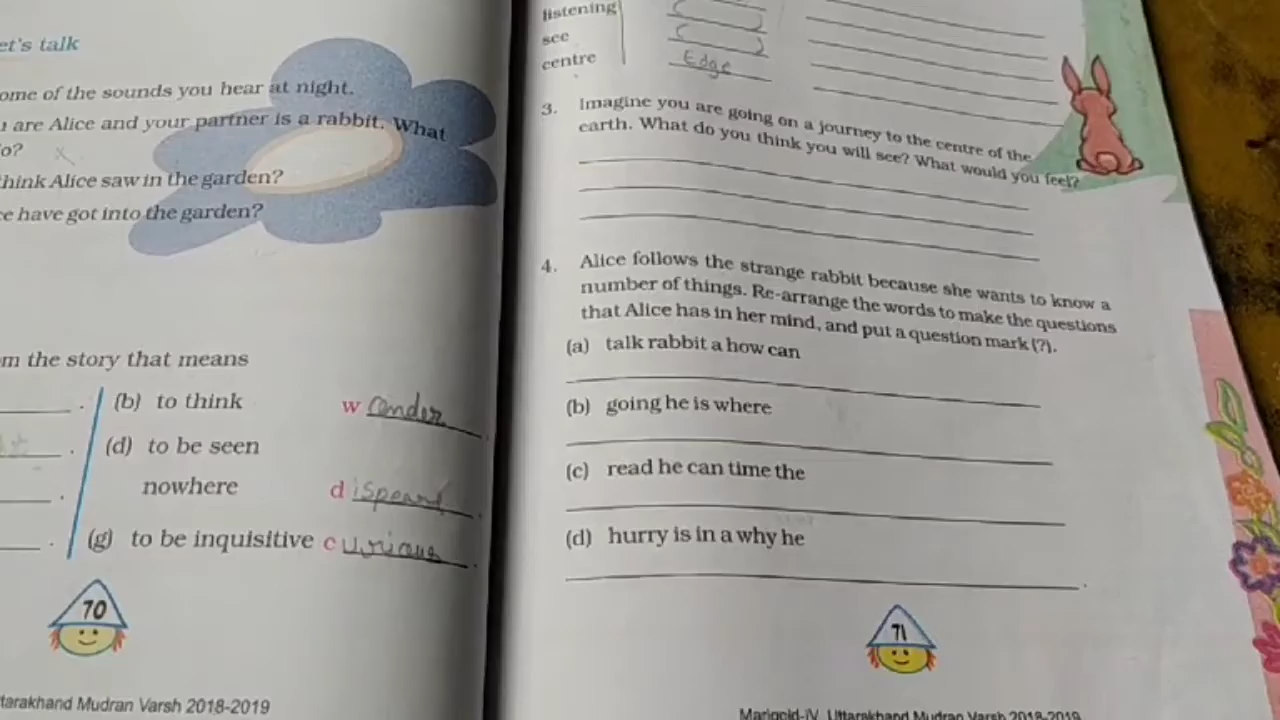 et's talk
ome of the sounds you hear at night.
u are Alice and your partner is a rabbit. What
o?
think Alice saw in the garden?
ce have got into the garden?
m the story that means
(b) to think w onder
(d) to be seen
nowhere d ispeard
(g) to be inquisitive c urious
70
ttarakhand Mudran Varsh 2018-2019
listening
see
centre Edge
3. Imagine you are going on a journey to the centre of the
earth. What do you think you will see? What would you feel?
4. Alice follows the strange rabbit because she wants to know a
number of things. Re-arrange the words to make the questions
that Alice has in her mind, and put a question mark (?).
(a) talk rabbit a how can
(b) going he is where
(c) read he can time the
(d) hurry is in a why he
71
Marigold-IV, Uttarakhand Mudran Varsh 2018-2019